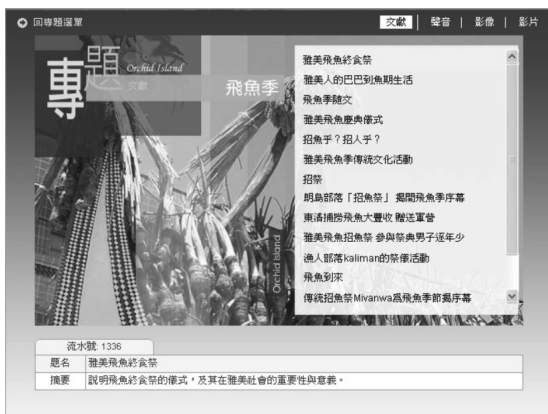 回專題選單
文獻 | 聲音 | 影像 | 影片
專題
Orchid Island
文獻
飛魚季
雅美飛魚終食祭
雅美人的巴巴到魚期生活
飛魚季隨文
雅美飛魚慶典儀式
招魚乎?招人乎?
雅美飛魚季傳統文化活動
招祭
朗島部落「招魚祭」 揭開飛魚季序幕
東清捕撈飛魚大豐收 贈送軍營
雅美飛魚招魚祭 參與祭典男子逐年少
漁人部落kaliman的祭儀活動
飛魚到來
傳統招魚祭Mivanwa為飛魚季節揭序幕
Orchid Island
流水號: 1336
題名 雅美飛魚終食祭
摘要 說明飛魚終食祭的儀式,及其在雅美社會的重要性與意義。